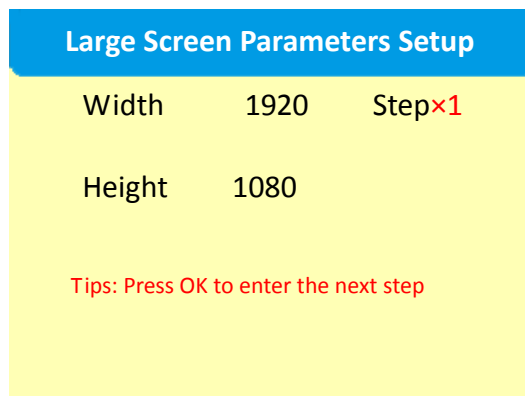 Large Screen Parameters Setup
Width 1920 Step×1
Height 1080
Tips: Press OK to enter the next step